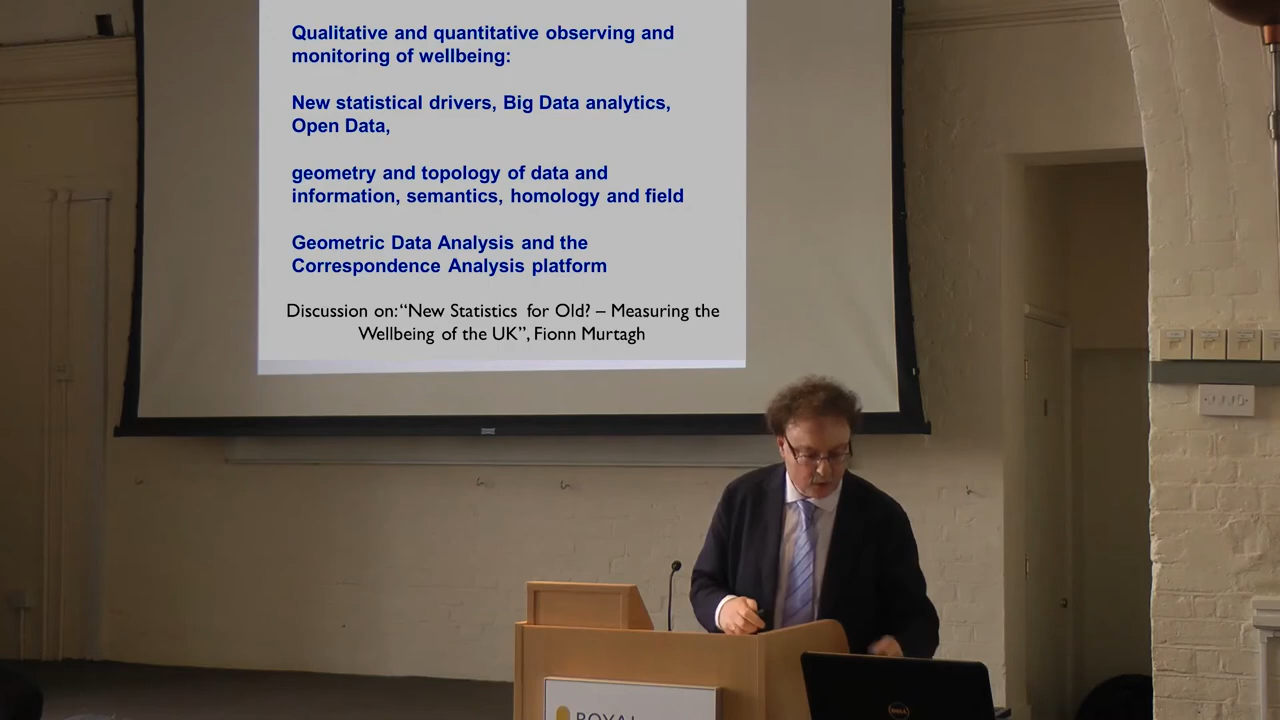 Qualitative and quantitative observing and
monitoring of wellbeing:
New statistical drivers, Big Data analytics,
Open Data,
geometry and topology of data and
information, semantics, homology and field
Geometric Data Analysis and the
Correspondence Analysis platform
Discussion on: “New Statistics for Old? – Measuring the
Wellbeing of the UK”, Fionn Murtagh
ROYAL
DELL